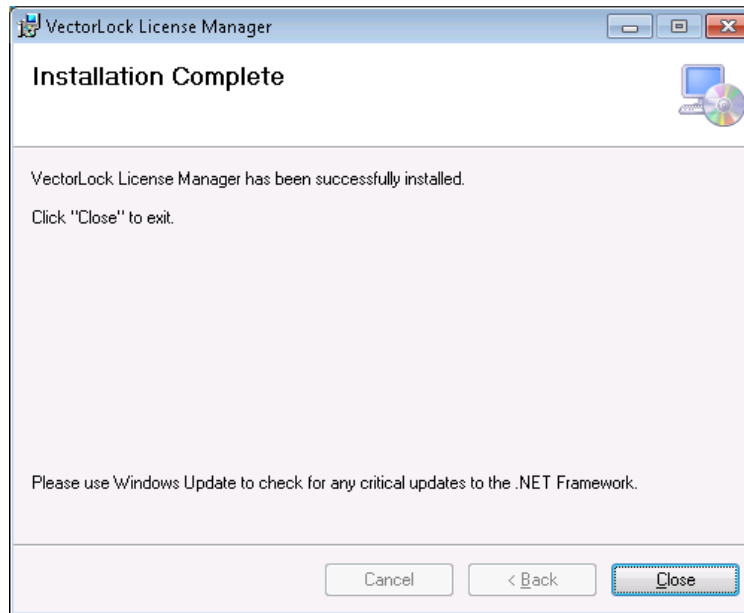 VectorLock License Manager
Installation Complete
VectorLock License Manager has been successfully installed.
Click "Close" to exit.
Please use Windows Update to check for any critical updates to the .NET Framework.
Cancel
< Back
Close